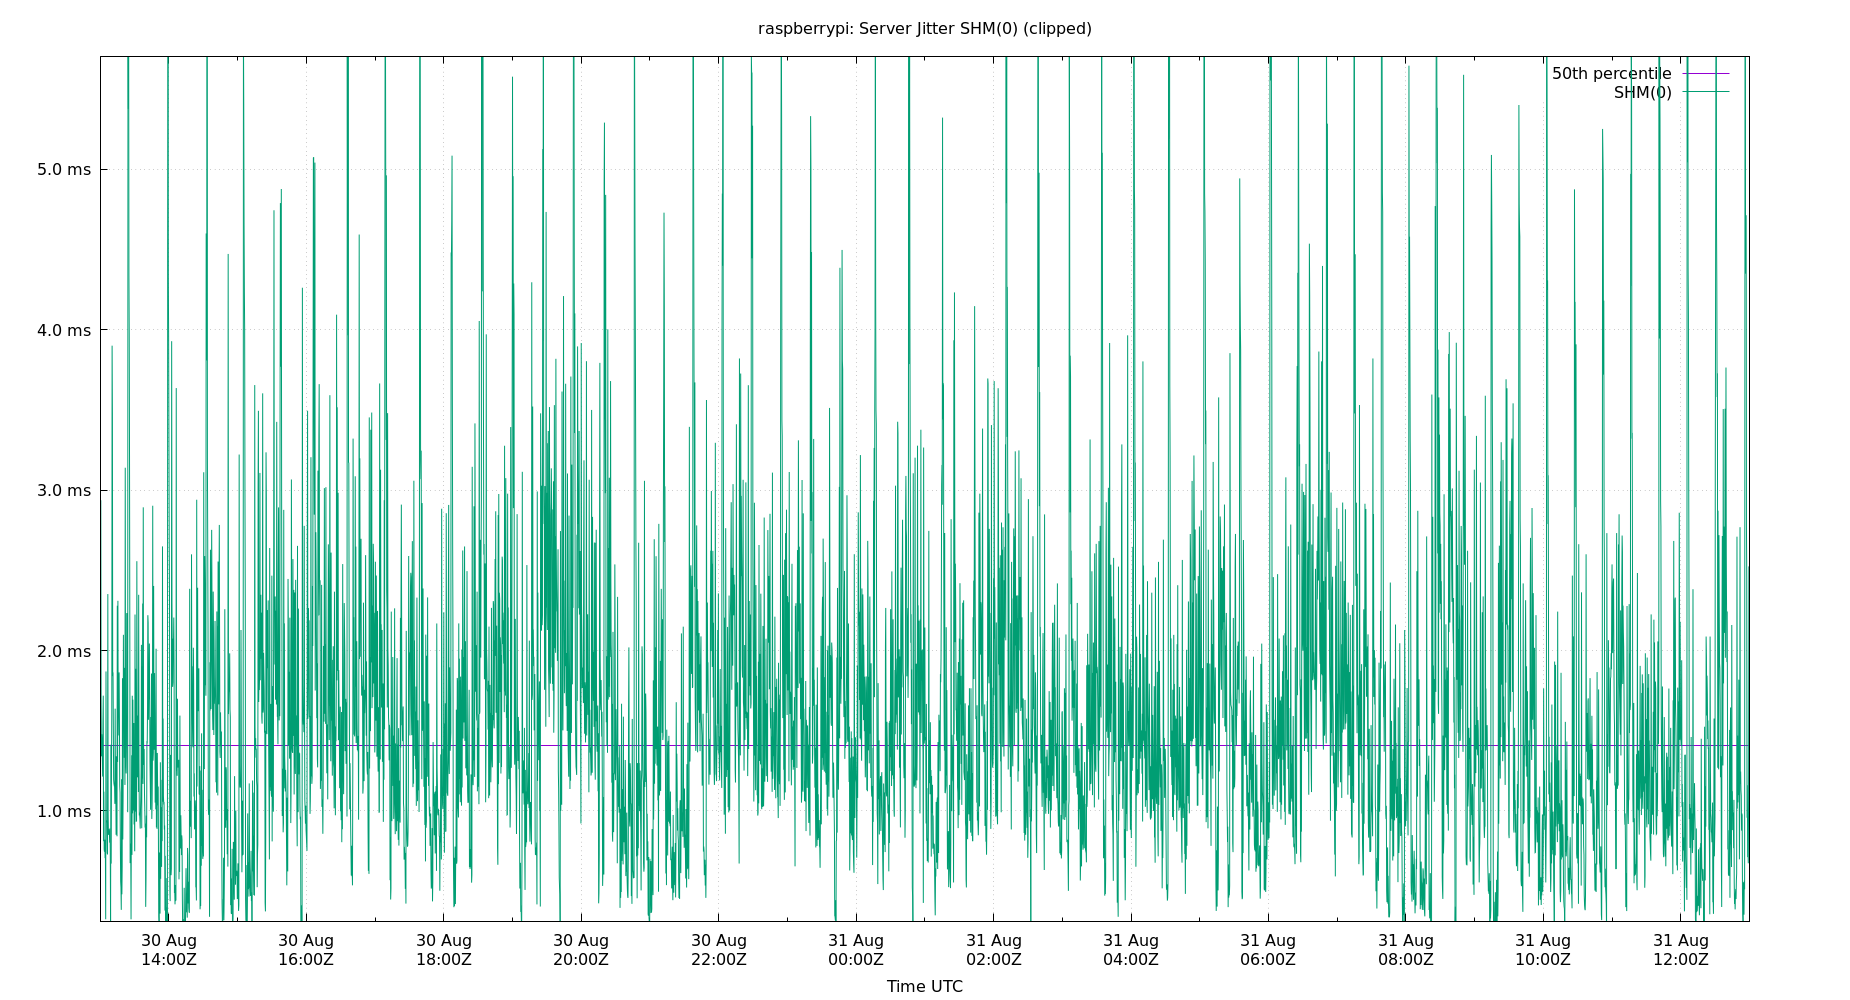 raspberrypi: Server Jitter SHM(0) (clipped)
50th percentile
SHM(0)
5.0 ms
4.0 ms
3.0 ms
2.0 ms
1.0 ms
30 Aug 30 Aug 30 Aug 30 Aug 30 Aug 31 Aug 31 Aug 31 Aug 31 Aug 31 Aug 31 Aug 31 Aug
14:00Z 16:00Z 18:00Z 20:00Z 22:00Z 00:00Z 02:00Z 04:00Z 06:00Z 08:00Z 10:00Z 12:00Z
Time UTC